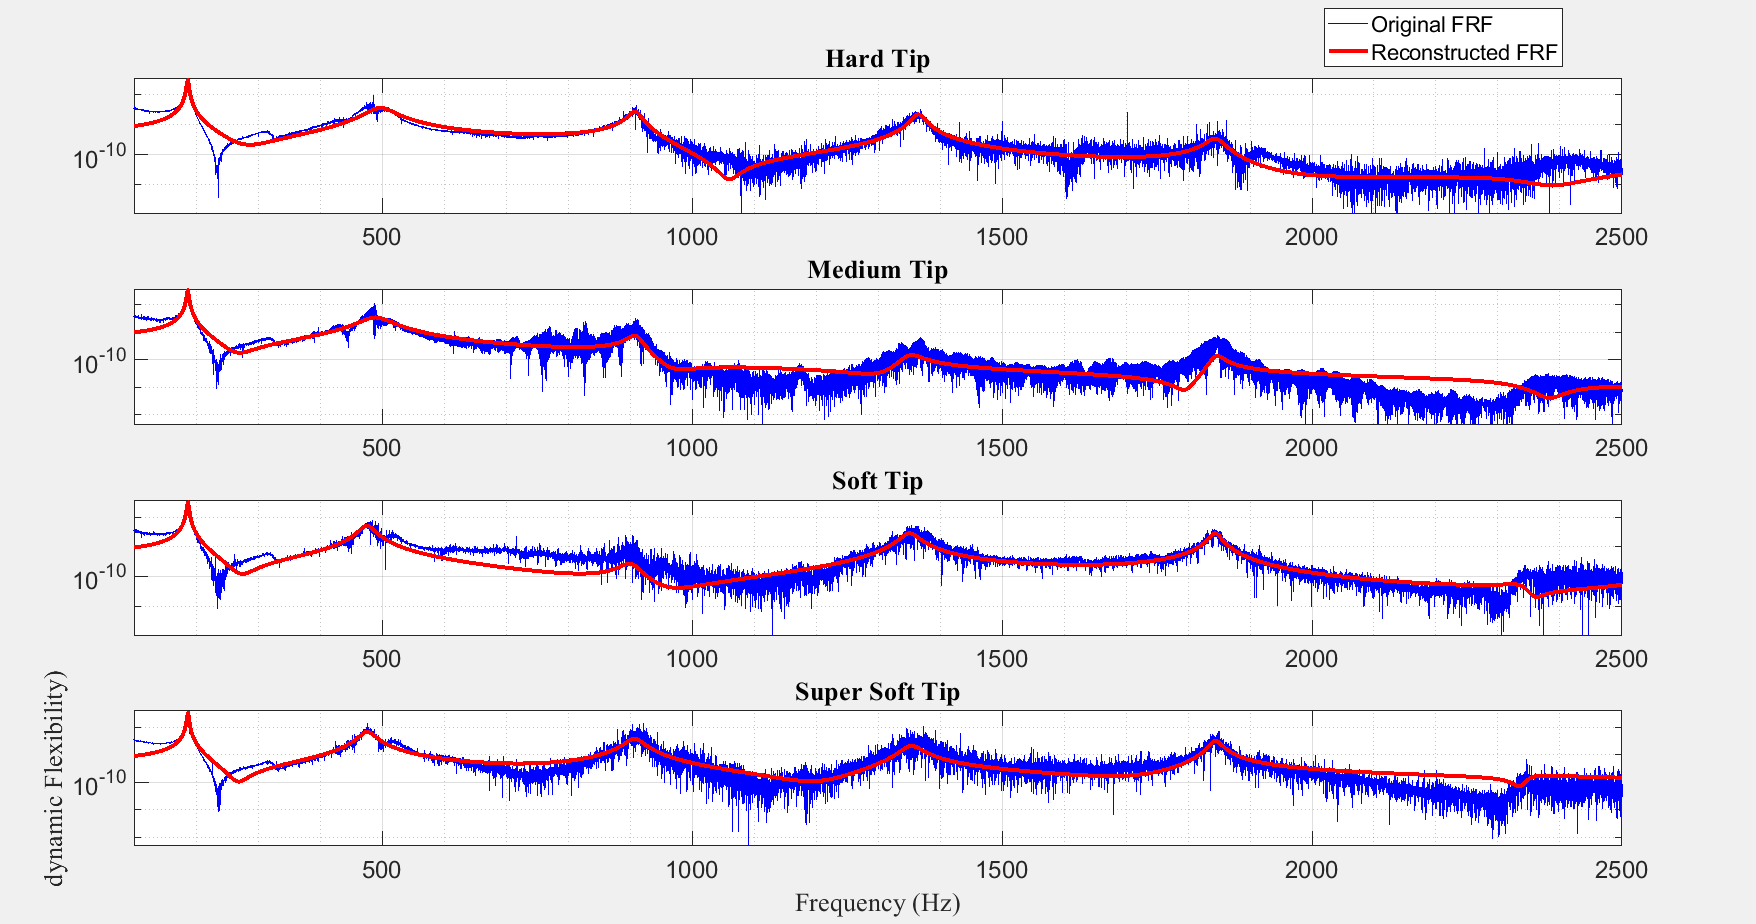 Original FRF
Reconstructed FRF
Hard Tip
10-10
500 1000 1500 2000 2500
Medium Tip
10-10
500 1000 1500 2000 2500
Soft Tip
10-10
500 1000 1500 2000 2500
Super Soft Tip
10-10
500 1000 1500 2000 2500
dynamic Flexibility)
Frequency (Hz)